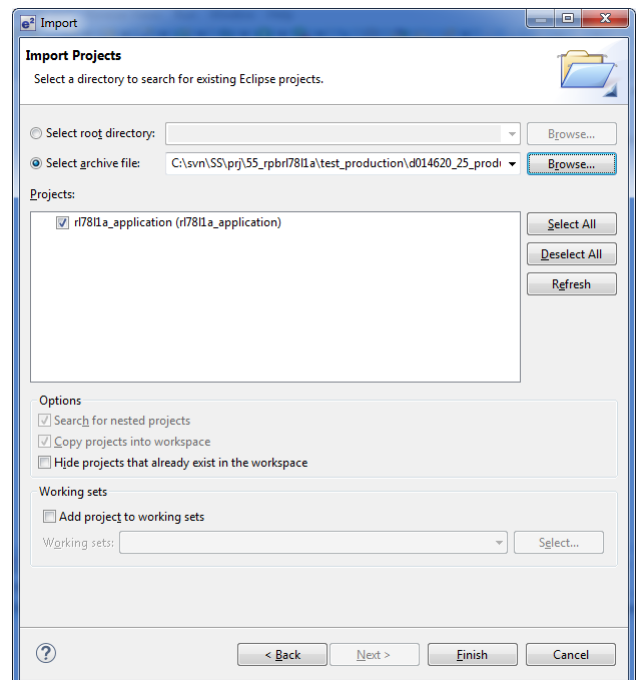 e² Import
Import Projects
Select a directory to search for existing Eclipse projects.
Select root directory: Browse...
Select archive file: C:\svn\SS\prj\55_rpbrl78l1a\test_production\d014620_25_prod Browse...
Projects:
rl78l1a_application (rl78l1a_application) Select All
Deselect All
Refresh
Options
Search for nested projects
Copy projects into workspace
Hide projects that already exist in the workspace
Working sets
Add project to working sets
Working sets: Select...
? < Back Next > Finish Cancel